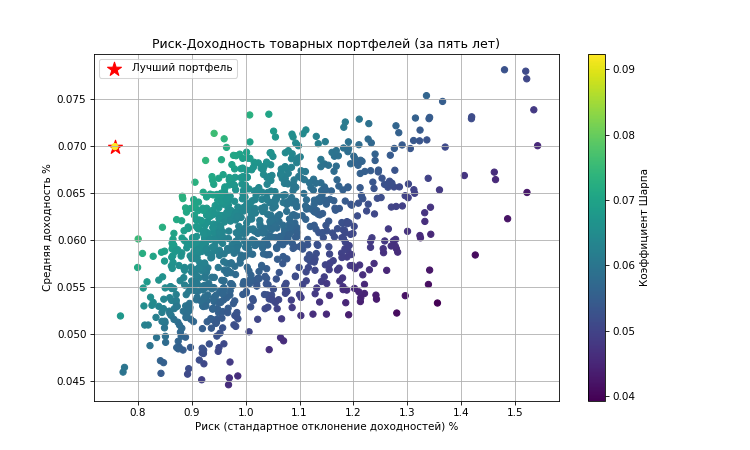 Риск-Доходность товарных портфелей (за пять лет)
Лучший портфель
Средняя доходность %
0.075
0.070
0.065
0.060
0.055
0.050
0.045
0.8 0.9 1.0 1.1 1.2 1.3 1.4 1.5
Риск (стандартное отклонение доходностей) %
0.09
0.08
0.07
0.06
0.05
0.04
Коэффициент Шарпа